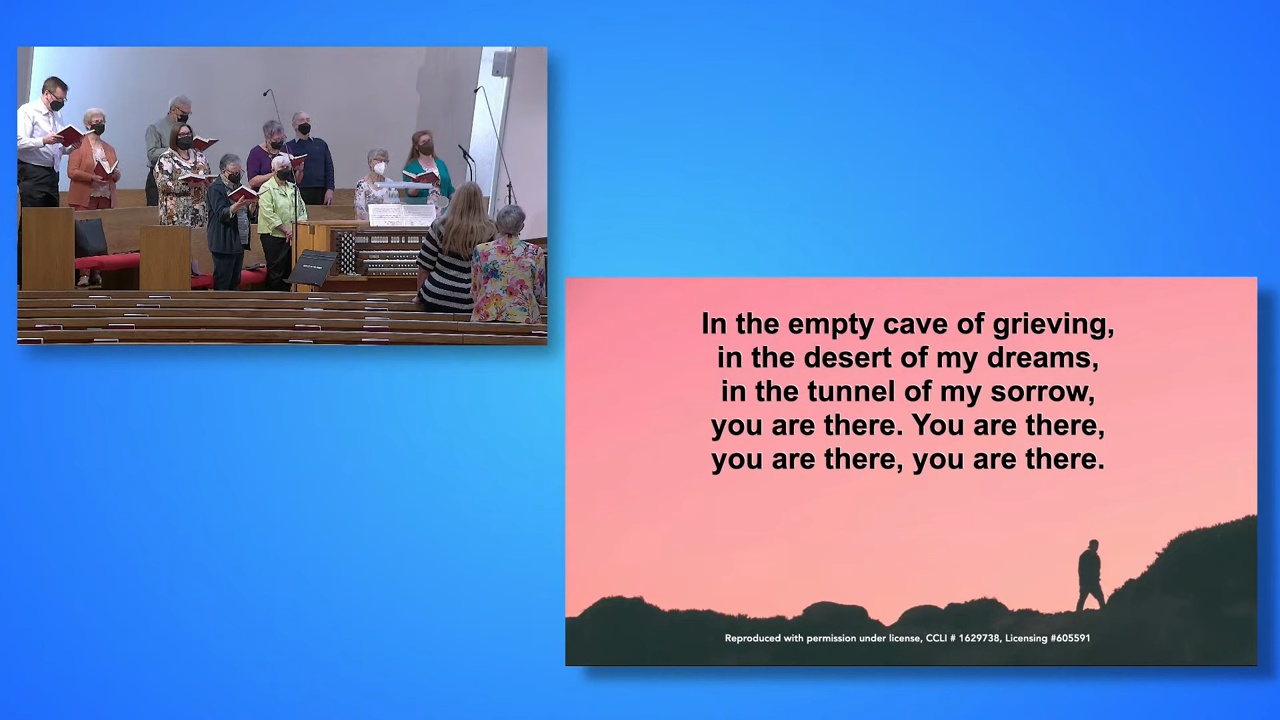 In the empty cave of grieving,
in the desert of my dreams,
in the tunnel of my sorrow,
you are there. You are there,
you are there, you are there.
Reproduced with permission under license, CCLI # 1629738, Licensing #605591